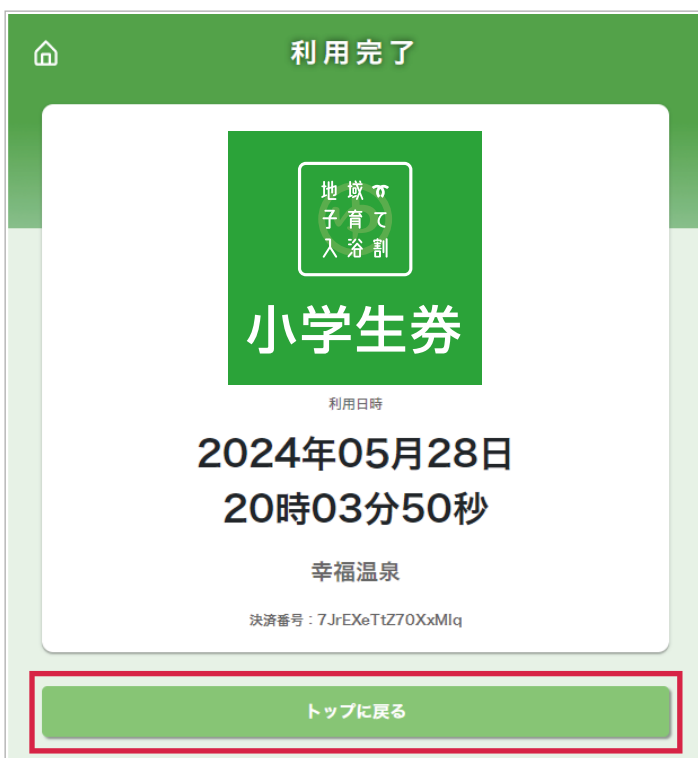 利用完了
地域で
子育て
入浴割
小学生券
利用日時
2024年05月28日
20時03分50秒
幸福温泉
決済番号：7JrEXeTtZ70XxMIq
トップに戻る